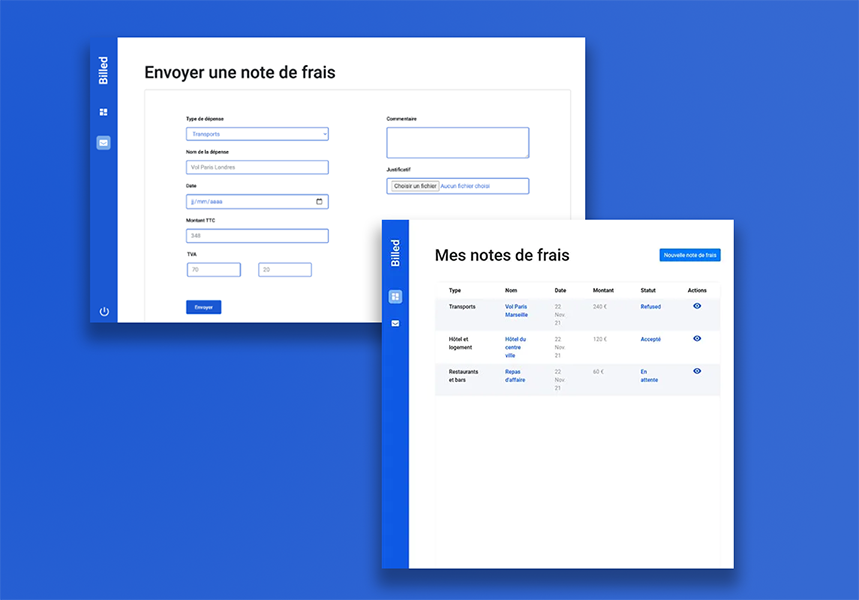 Billed
Envoyer une note de frais
Type de dépense
Transports
Nom de la dépense
Vol Paris Londres
Date
jj/mm/aaaa
Montant TTC
348
TVA
70
20
Envoyer
Commentaire
Justificatif
Choisir un fichier Aucun fichier choisi
Billed
Mes notes de frais
Nouvelle note de frais
Type Nom Date Montant Statut Actions
Transports Vol Paris Marseille 22 Nov. 21 240 € Refused
Hôtel et logement Hôtel du centre ville 22 Nov. 21 120 € Accepté
Restaurants et bars Repas d'affaire 22 Nov. 21 60 € En attente